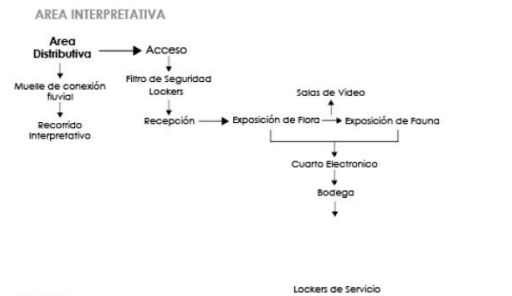 AREA INTERPRETATIVA
Area
Distributiva
Acceso
Muelle de conexión
fluvial
Filtro de Seguridad
Lockers
Salas de Video
Recorrido
Interpretativo
Recepción
Exposición de Flora
Exposición de Fauna
Cuarto Electronico
Bodega
Lockers de Servicio